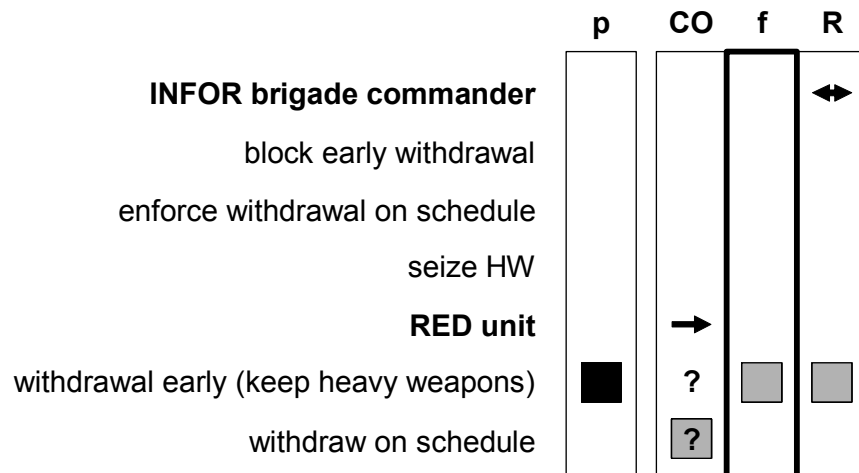 p CO f R
INFOR brigade commander
block early withdrawal
enforce withdrawal on schedule
seize HW
RED unit
withdrawal early (keep heavy weapons) ?
withdraw on schedule ?